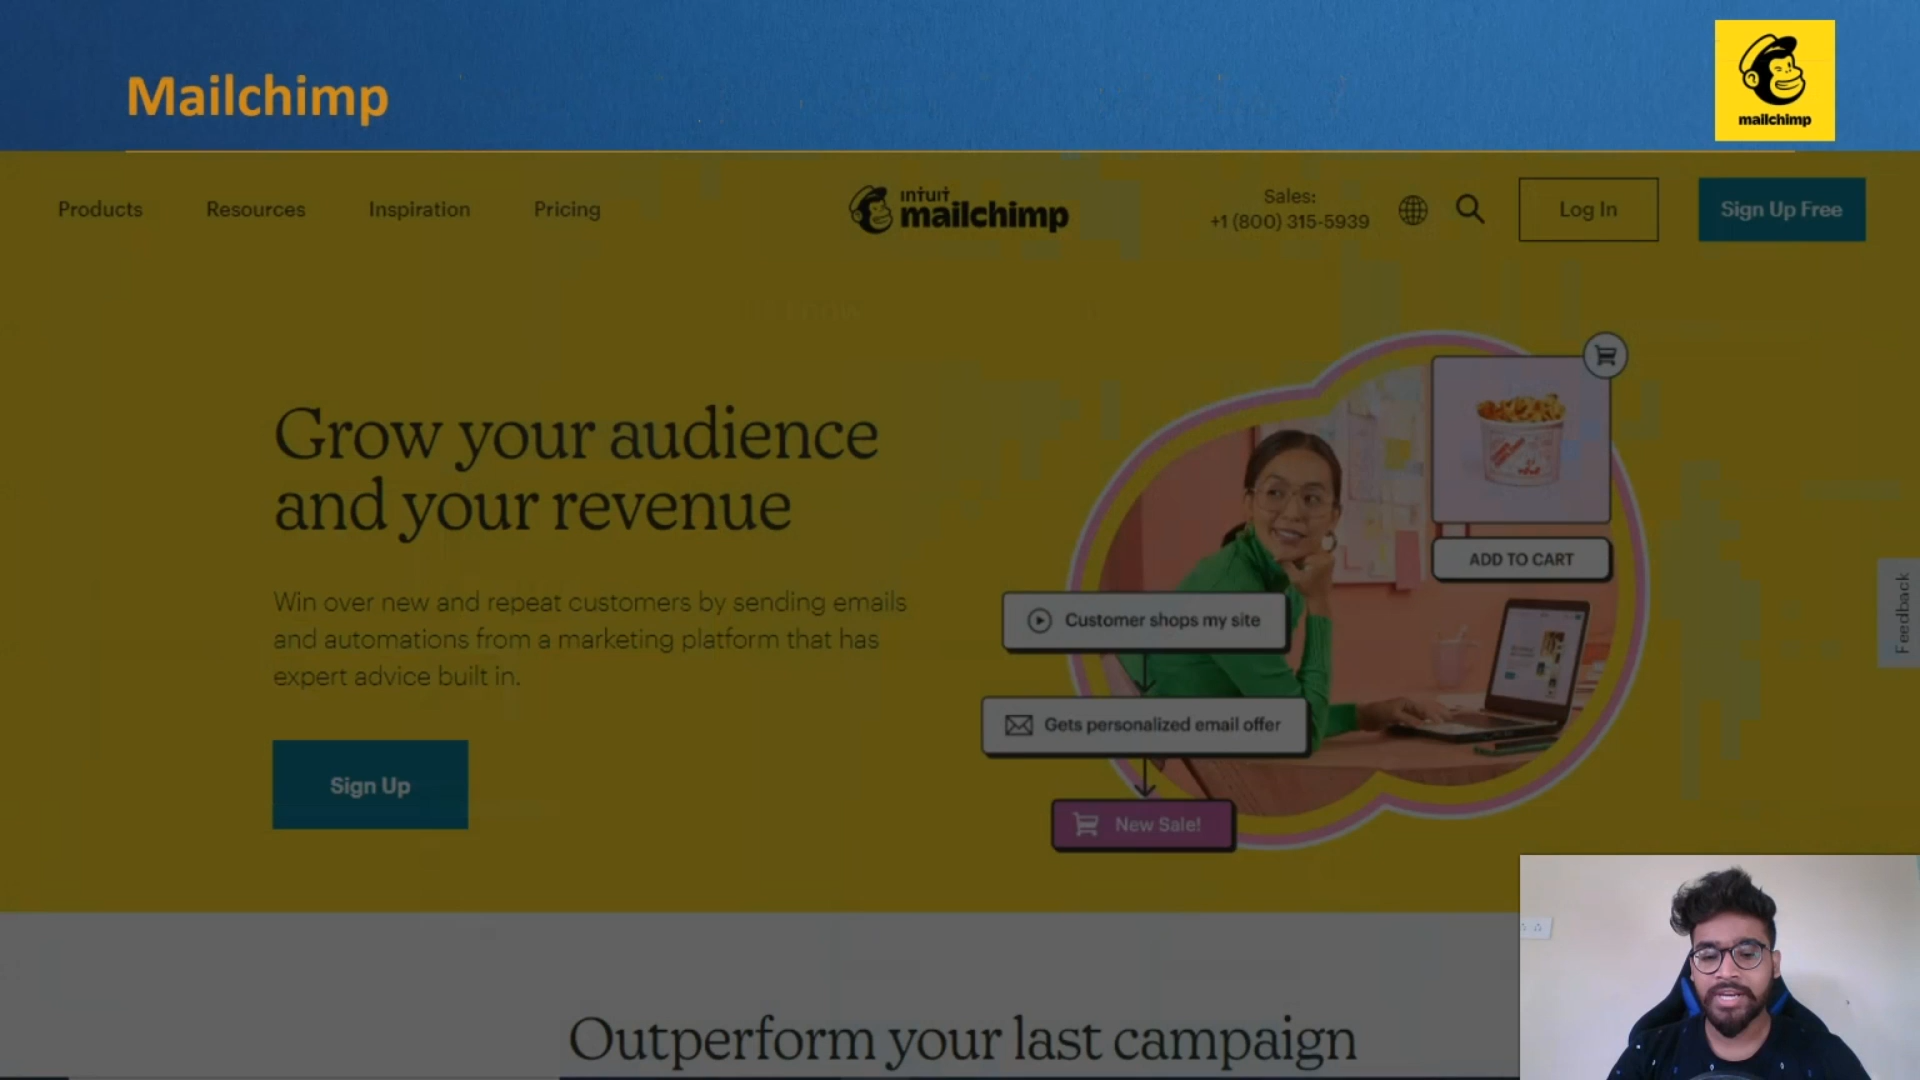 Mailchimp
mailchimp
Products
Resources
Inspiration
Pricing
intuit
mailchimp
Sales:
+1 (800) 315-5939
Log In
Sign Up Free
Grow your audience
and your revenue
Win over new and repeat customers by sending emails
and automations from a marketing platform that has
expert advice built in.
Sign Up
ADD TO CART
Customer shops my site
Gets personalized email offer
New Sale!
Feedback
Outperform your last campaign